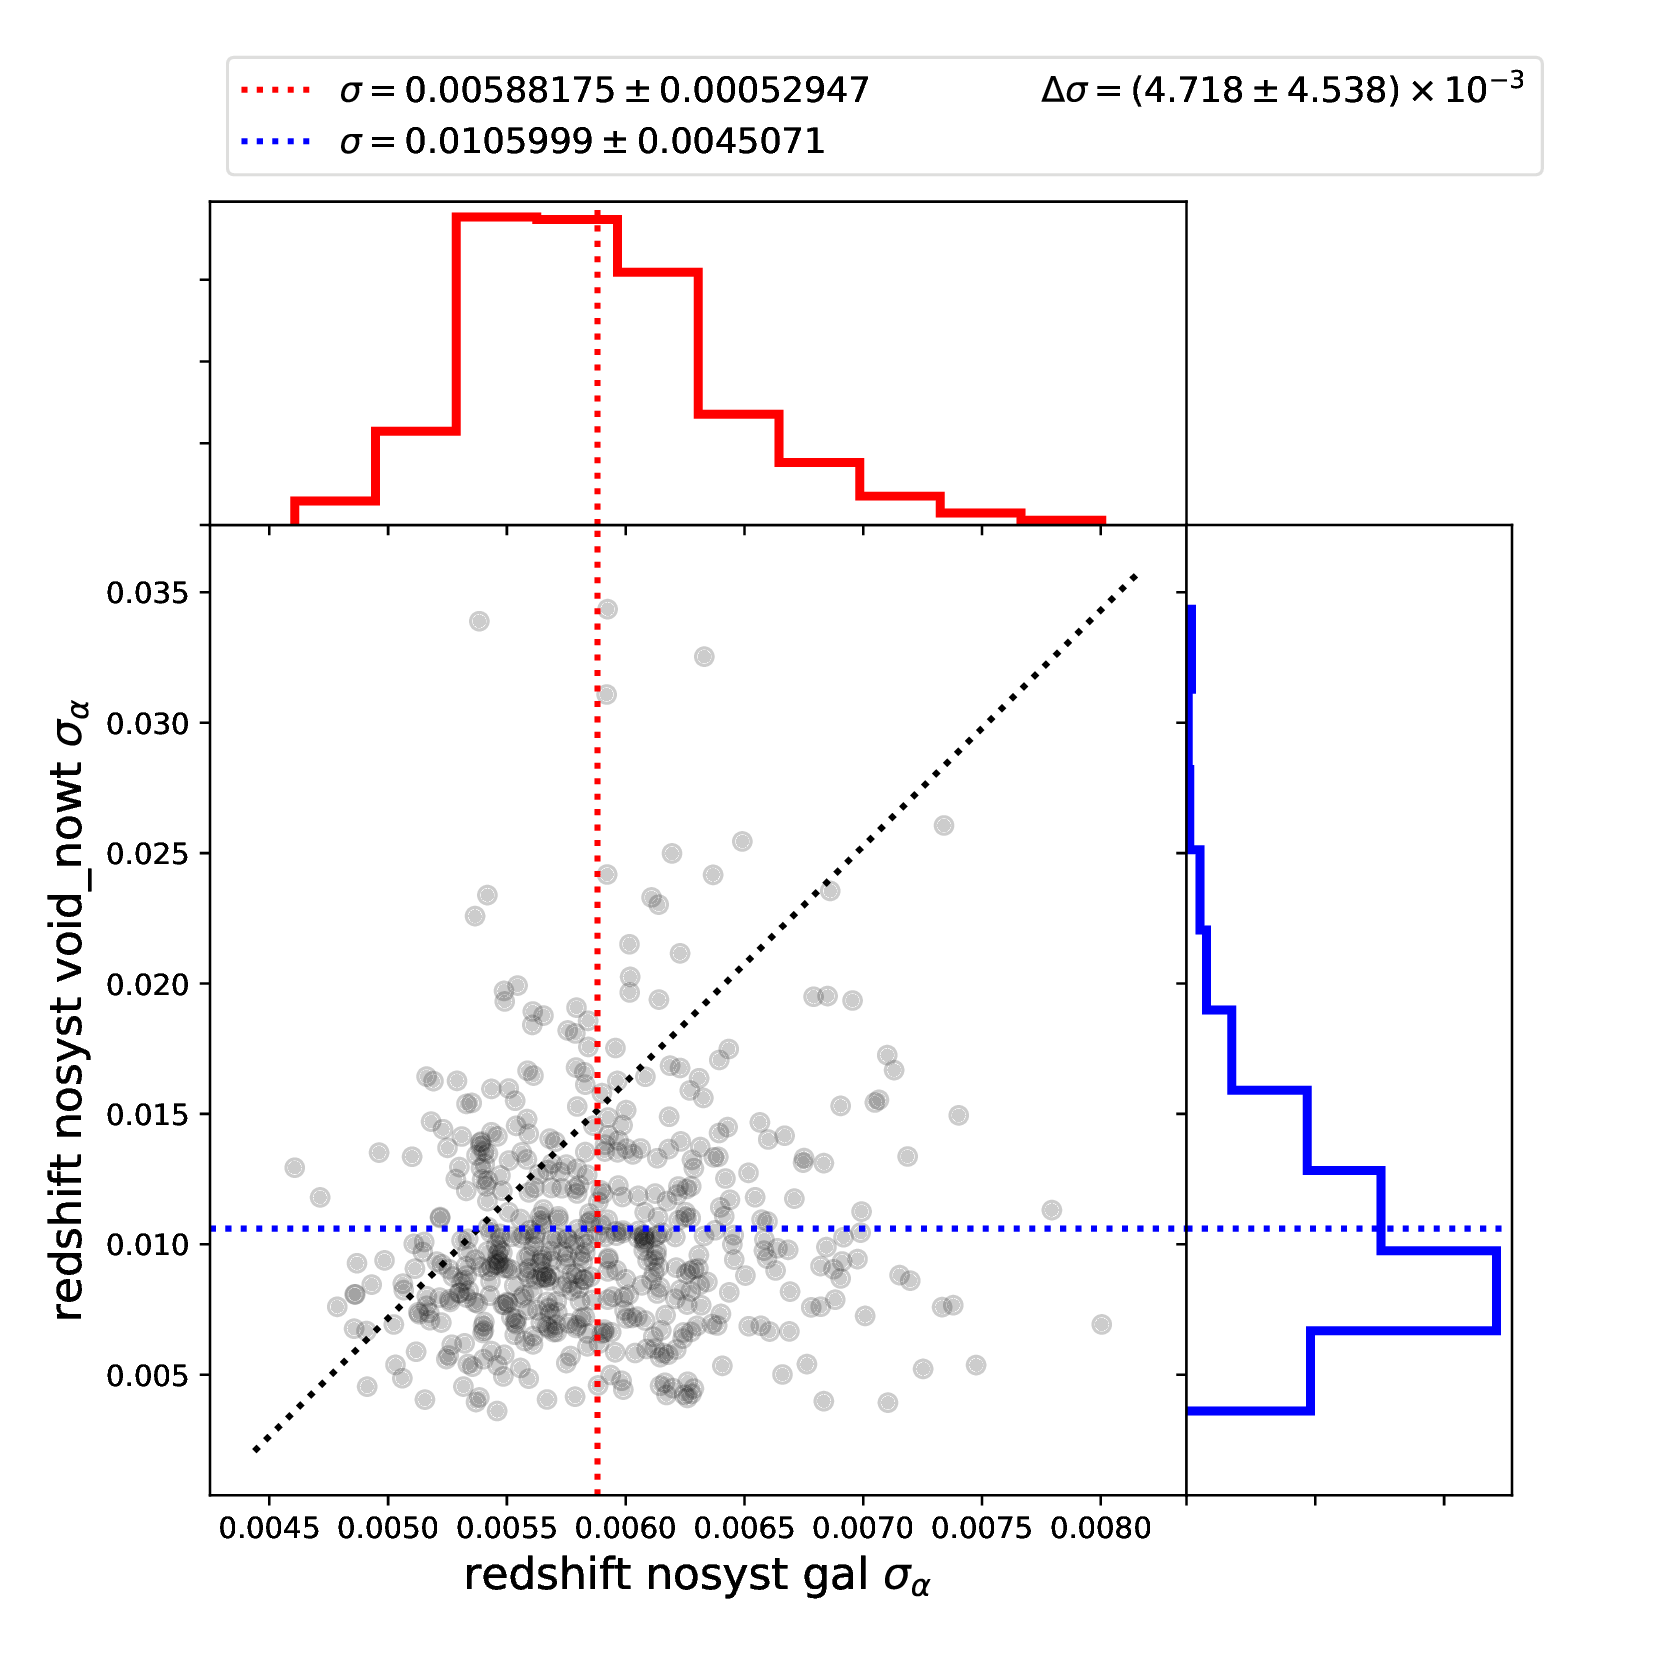 σ = 0.00588175 ± 0.00052947
Δσ = (4.718 ± 4.538) × 10⁻³
σ = 0.0105999 ± 0.0045071
0.035
0.030
0.025
0.020
0.015
0.010
0.005
redshift nosyst void_nowt σ_α
0.0045 0.0050 0.0055 0.0060 0.0065 0.0070 0.0075 0.0080
redshift nosyst gal σ_α